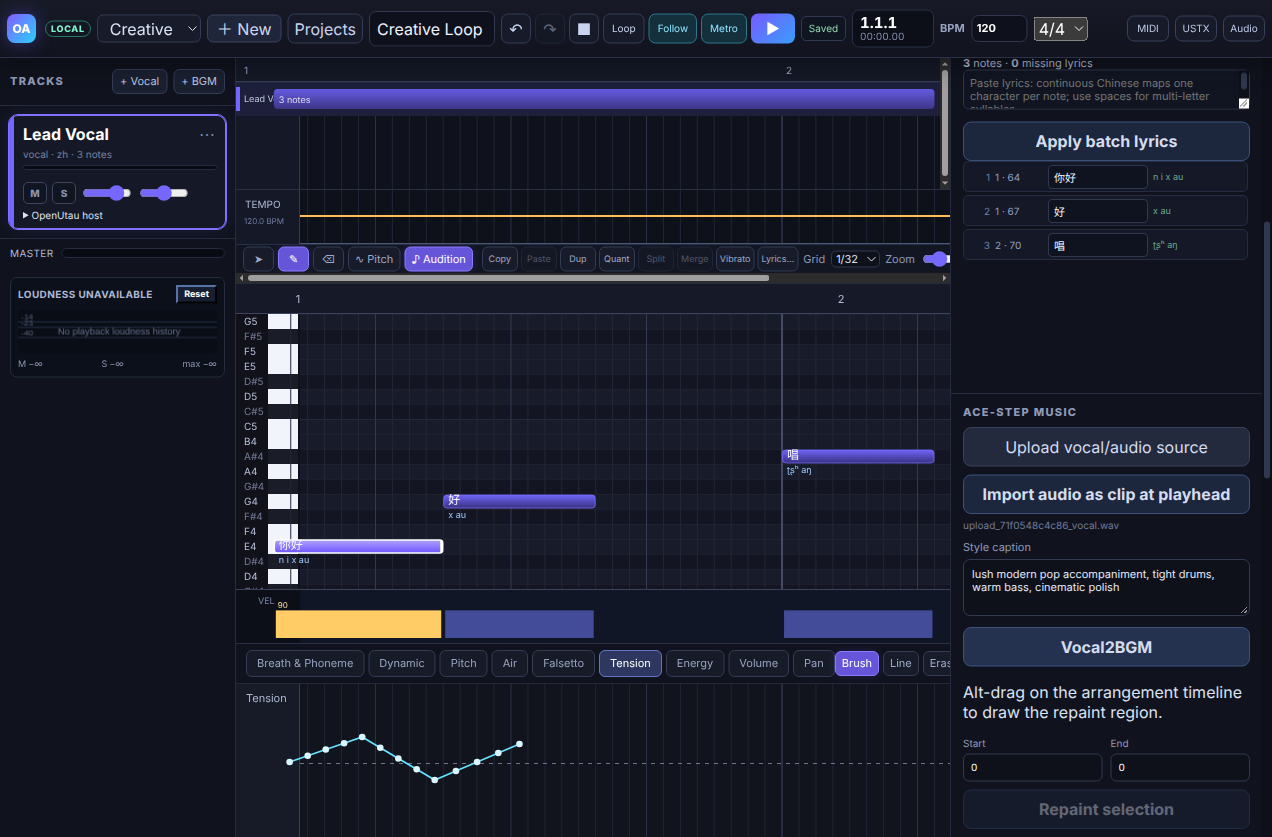 OA LOCAL Creative + New Projects Creative Loop Loop Follow Metro Saved 1.1.1 00:00.00 BPM 120 4/4 MIDI USTX Audio
TRACKS + Vocal + BGM
Lead Vocal ...
vocal · zh · 3 notes
M S
OpenUtau host
MASTER
LOUDNESS UNAVAILABLE Reset
-14
-23
-40
No playback loudness history
M −∞ S −∞ max −∞
1 2
Lead V 3 notes
TEMPO
120.0 BPM
Pitch Audition Copy Paste Dup Quant Split Merge Vibrato Lyrics... Grid 1/32 Zoom
1 2
G5
F#5
F5
E5
D#5
D5
C#5
C5
B4
A#4 唱
A4 ʈʂʰ aŋ
G#4
G4 好
F#4 x au
F4
E4 你好
D#4 n i x au
D4
VEL 90
Breath & Phoneme Dynamic Pitch Air Falsetto Tension Energy Volume Pan Brush Line Eras
Tension
3 notes · 0 missing lyrics
Paste lyrics: continuous Chinese maps one
character per note; use spaces for multi-letter
syllables.
Apply batch lyrics
1 1 · 64 你好 n i x au
2 1 · 67 好 x au
3 2 · 70 唱 ʈʂʰ aŋ
ACE-STEP MUSIC
Upload vocal/audio source
Import audio as clip at playhead
upload_71f0548c4c86_vocal.wav
Style caption
lush modern pop accompaniment, tight drums,
warm bass, cinematic polish
Vocal2BGM
Alt-drag on the arrangement timeline
to draw the repaint region.
Start End
0 0
Repaint selection